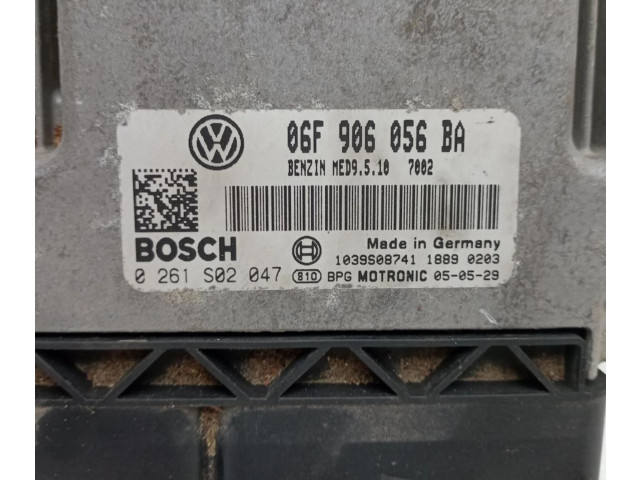 06F 906 056 BA
BENZIN MED9.5.10 7002
BOSCH
Made in Germany
1039S08741 1889 0203
0 261 S02 047 810 BPG MOTRONIC 05-05-29